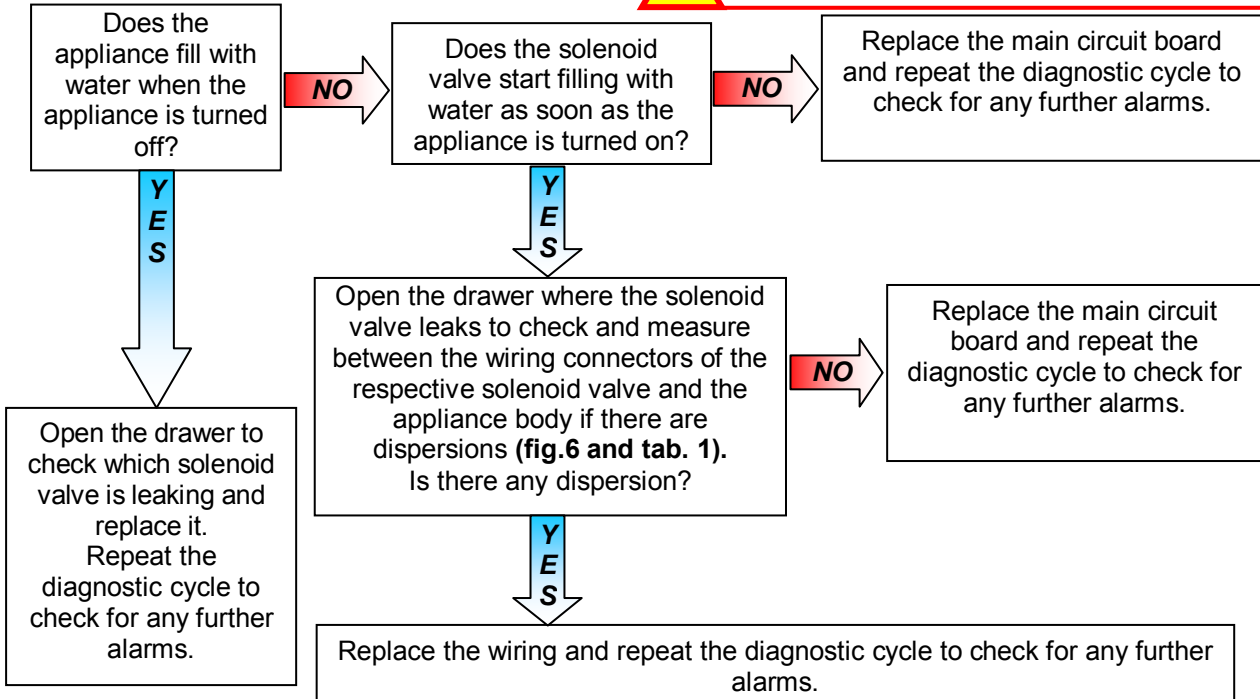 Does the
appliance fill with
water when the
appliance is turned
off?
NO
Does the solenoid
valve start filling with
water as soon as the
appliance is turned on?
NO
Replace the main circuit board
and repeat the diagnostic cycle to
check for any further alarms.
Y
E
S
Y
E
S
Open the drawer where the solenoid
valve leaks to check and measure
between the wiring connectors of the
respective solenoid valve and the
appliance body if there are
dispersions (fig.6 and tab. 1).
Is there any dispersion?
NO
Replace the main circuit
board and repeat the
diagnostic cycle to check for
any further alarms.
Open the drawer to
check which solenoid
valve is leaking and
replace it.
Repeat the
diagnostic cycle to
check for any further
alarms.
Y
E
S
Replace the wiring and repeat the diagnostic cycle to check for any further
alarms.